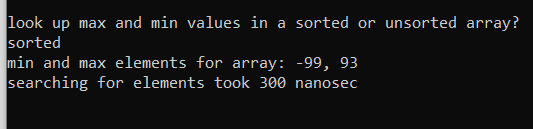 look up max and min values in a sorted or unsorted array?
sorted
min and max elements for array: -99, 93
searching for elements took 300 nanosec